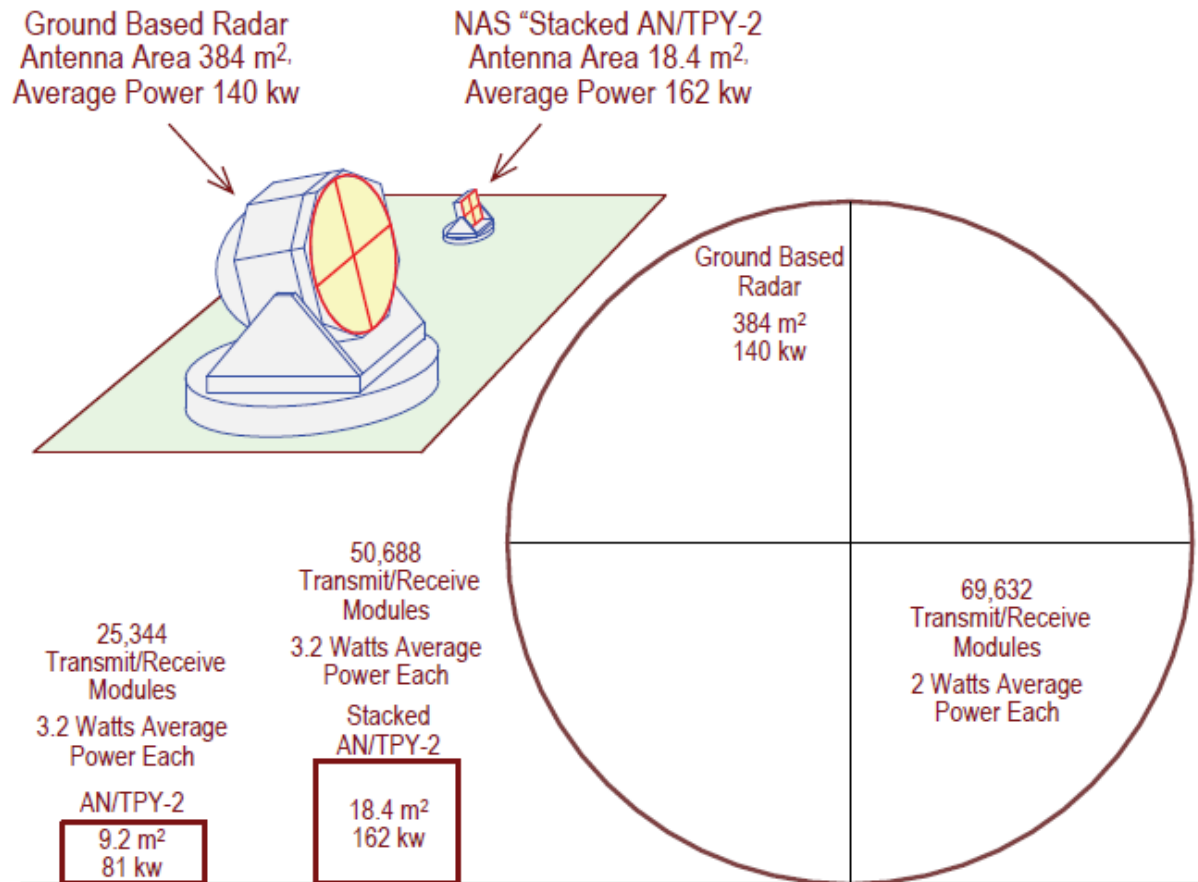 Ground Based Radar
Antenna Area 384 m²,
Average Power 140 kw
NAS “Stacked AN/TPY-2
Antenna Area 18.4 m²,
Average Power 162 kw
Ground Based
Radar
384 m²
140 kw
69,632
Transmit/Receive
Modules
2 Watts Average
Power Each
50,688
Transmit/Receive
Modules
3.2 Watts Average
Power Each
Stacked
AN/TPY-2
18.4 m²
162 kw
25,344
Transmit/Receive
Modules
3.2 Watts Average
Power Each
AN/TPY-2
9.2 m²
81 kw